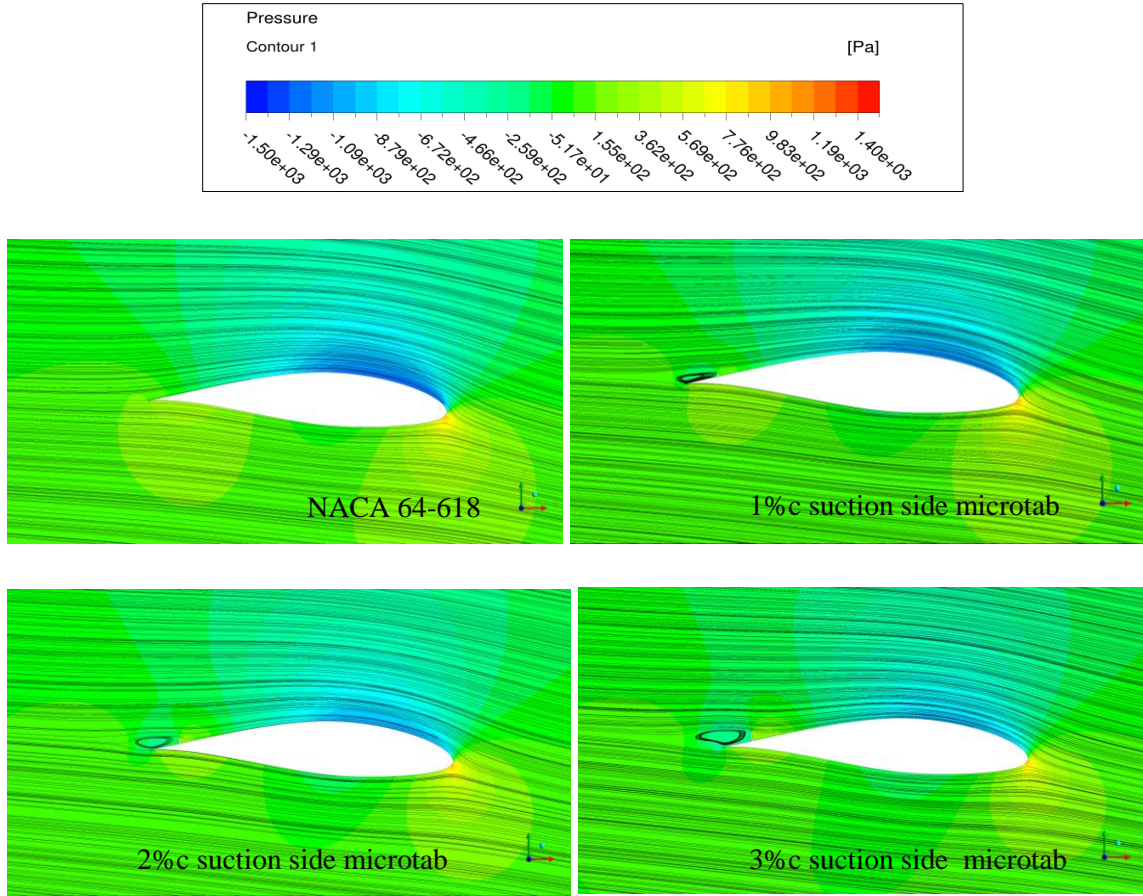 Pressure
Contour 1 [Pa]
-1.50e+03 -1.29e+03 -1.09e+03 -8.79e+02 -6.72e+02 -4.66e+02 -2.59e+02 -5.17e+01 1.55e+02 3.62e+02 5.69e+02 7.76e+02 9.83e+02 1.19e+03 1.40e+03
NACA 64-618
1%c suction side microtab
2%c suction side microtab
3%c suction side microtab